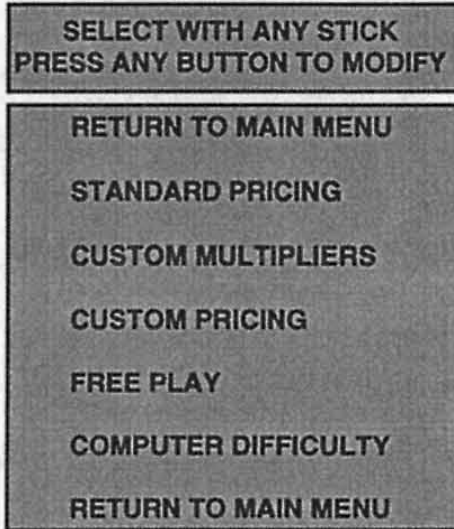 SELECT WITH ANY STICK
PRESS ANY BUTTON TO MODIFY
RETURN TO MAIN MENU
STANDARD PRICING
CUSTOM MULTIPLIERS
CUSTOM PRICING
FREE PLAY
COMPUTER DIFFICULTY
RETURN TO MAIN MENU